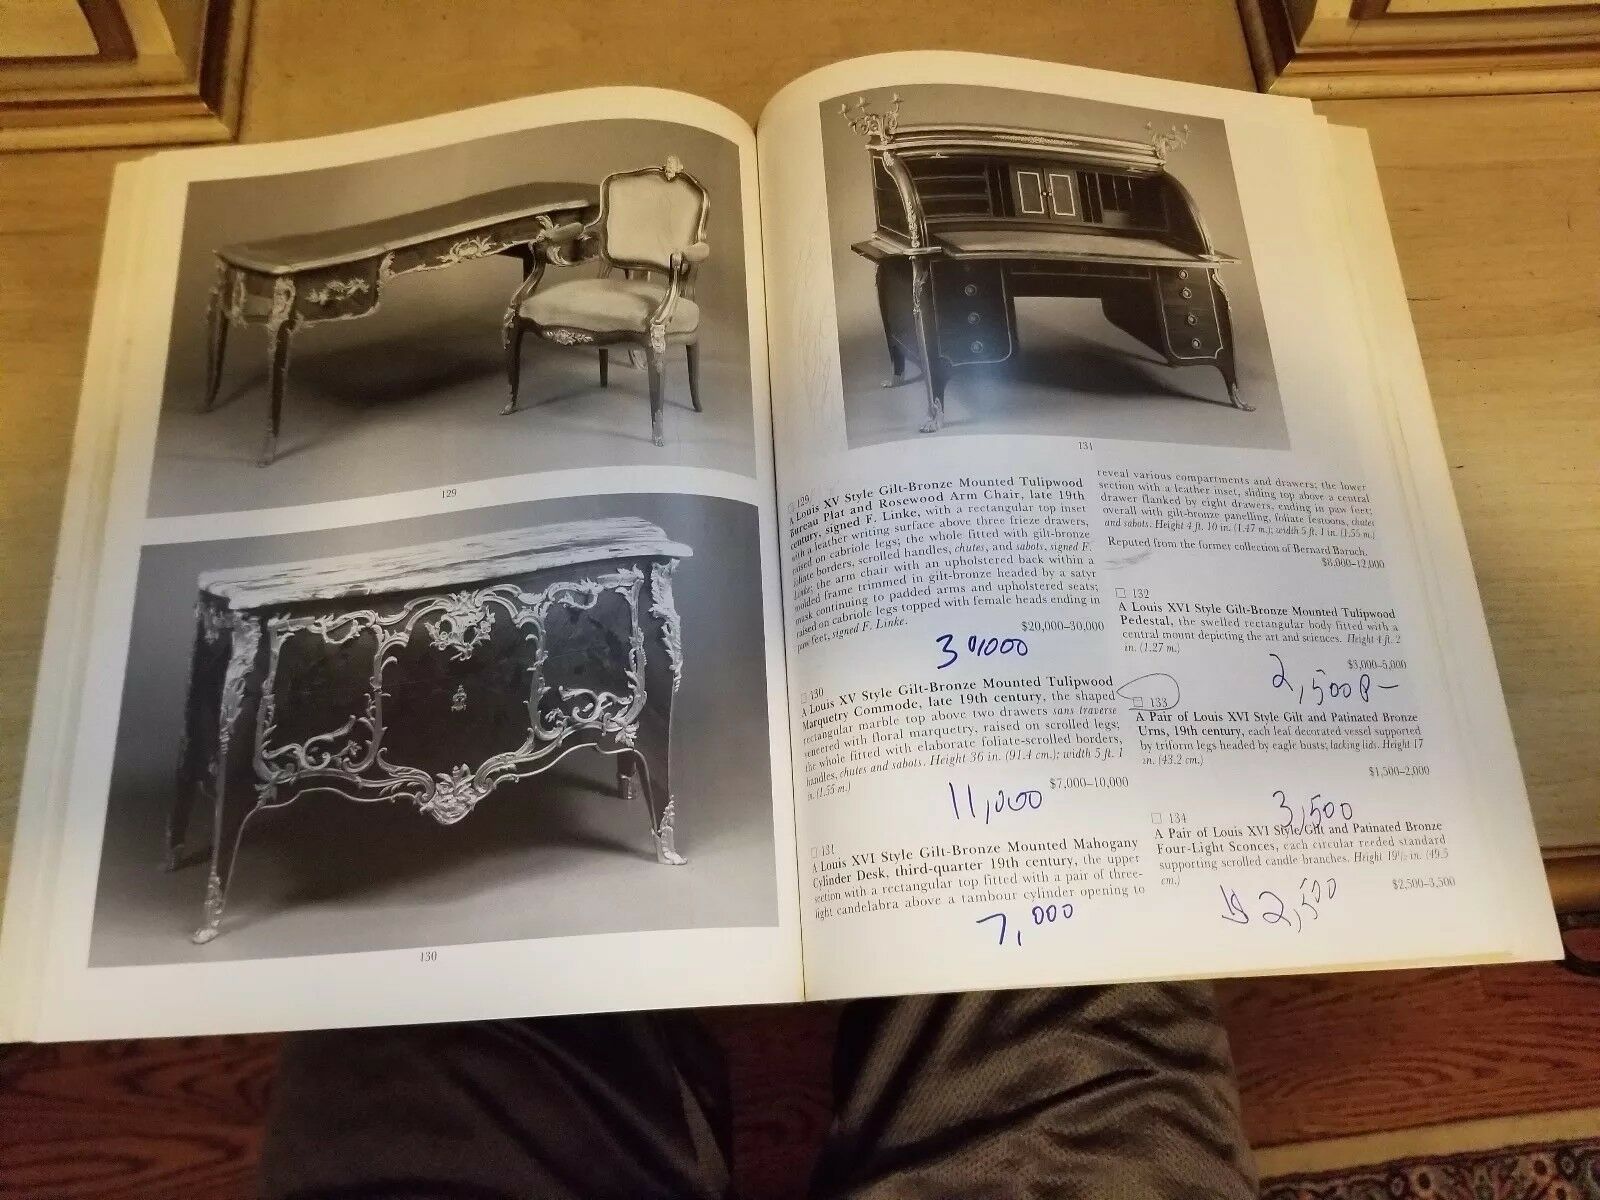 129
130
131
□ 129
A Louis XV Style Gilt-Bronze Mounted Tulipwood
Bureau Plat and Rosewood Arm Chair, late 19th
century, signed F. Linke, with a rectangular top inset
with a leather writing surface above three frieze drawers,
raised on cabriole legs; the whole fitted with gilt-bronze
foliate borders, scrolled handles, chutes, and sabots, signed F.
Linke; the arm chair with an upholstered back within a
molded frame trimmed in gilt-bronze headed by a satyr
mask continuing to padded arms and upholstered seats;
raised on cabriole legs topped with female heads ending in
paw feet, signed F. Linke.
$20,000–30,000
□ 130
A Louis XV Style Gilt-Bronze Mounted Tulipwood
Marquetry Commode, late 19th century, the shaped
rectangular marble top above two drawers sans traverse
veneered with floral marquetry, raised on scrolled legs;
the whole fitted with elaborate foliate-scrolled borders,
handles, chutes and sabots. Height 36 in. (91.4 cm.); width 5 ft. 1
in. (1.55 m.)
$7,000–10,000
11,000
□ 131
A Louis XVI Style Gilt-Bronze Mounted Mahogany
Cylinder Desk, third-quarter 19th century, the upper
section with a rectangular top fitted with a pair of three-
light candelabra above a tambour cylinder opening to
7,000
reveal various compartments and drawers; the lower
section with a leather inset, sliding top above a central
drawer flanked by eight drawers, ending in paw feet;
overall with gilt-bronze panelling, foliate festoons, chutes
and sabots. Height 4 ft. 10 in. (1.47 m.); width 5 ft. 1 in. (1.55 m.)
Reputed from the former collection of Bernard Baruch.
$8,000–12,000
□ 132
A Louis XVI Style Gilt-Bronze Mounted Tulipwood
Pedestal, the swelled rectangular body fitted with a
central mount depicting the art and sciences. Height 4 ft. 2
in. (1.27 m.)
$3,000–5,000
2,500 P–
□ 133
A Pair of Louis XVI Style Gilt and Patinated Bronze
Urns, 19th century, each leaf decorated vessel supported
by triform legs headed by eagle busts; lacking lids. Height 17
in. (43.2 cm.)
$1,500–2,000
3,500
□ 134
A Pair of Louis XVI Style Gilt and Patinated Bronze
Four-Light Sconces, each circular reeded standard
supporting scrolled candle branches. Height 19½ in. (49.5
cm.)
$2,500–3,500
2,500